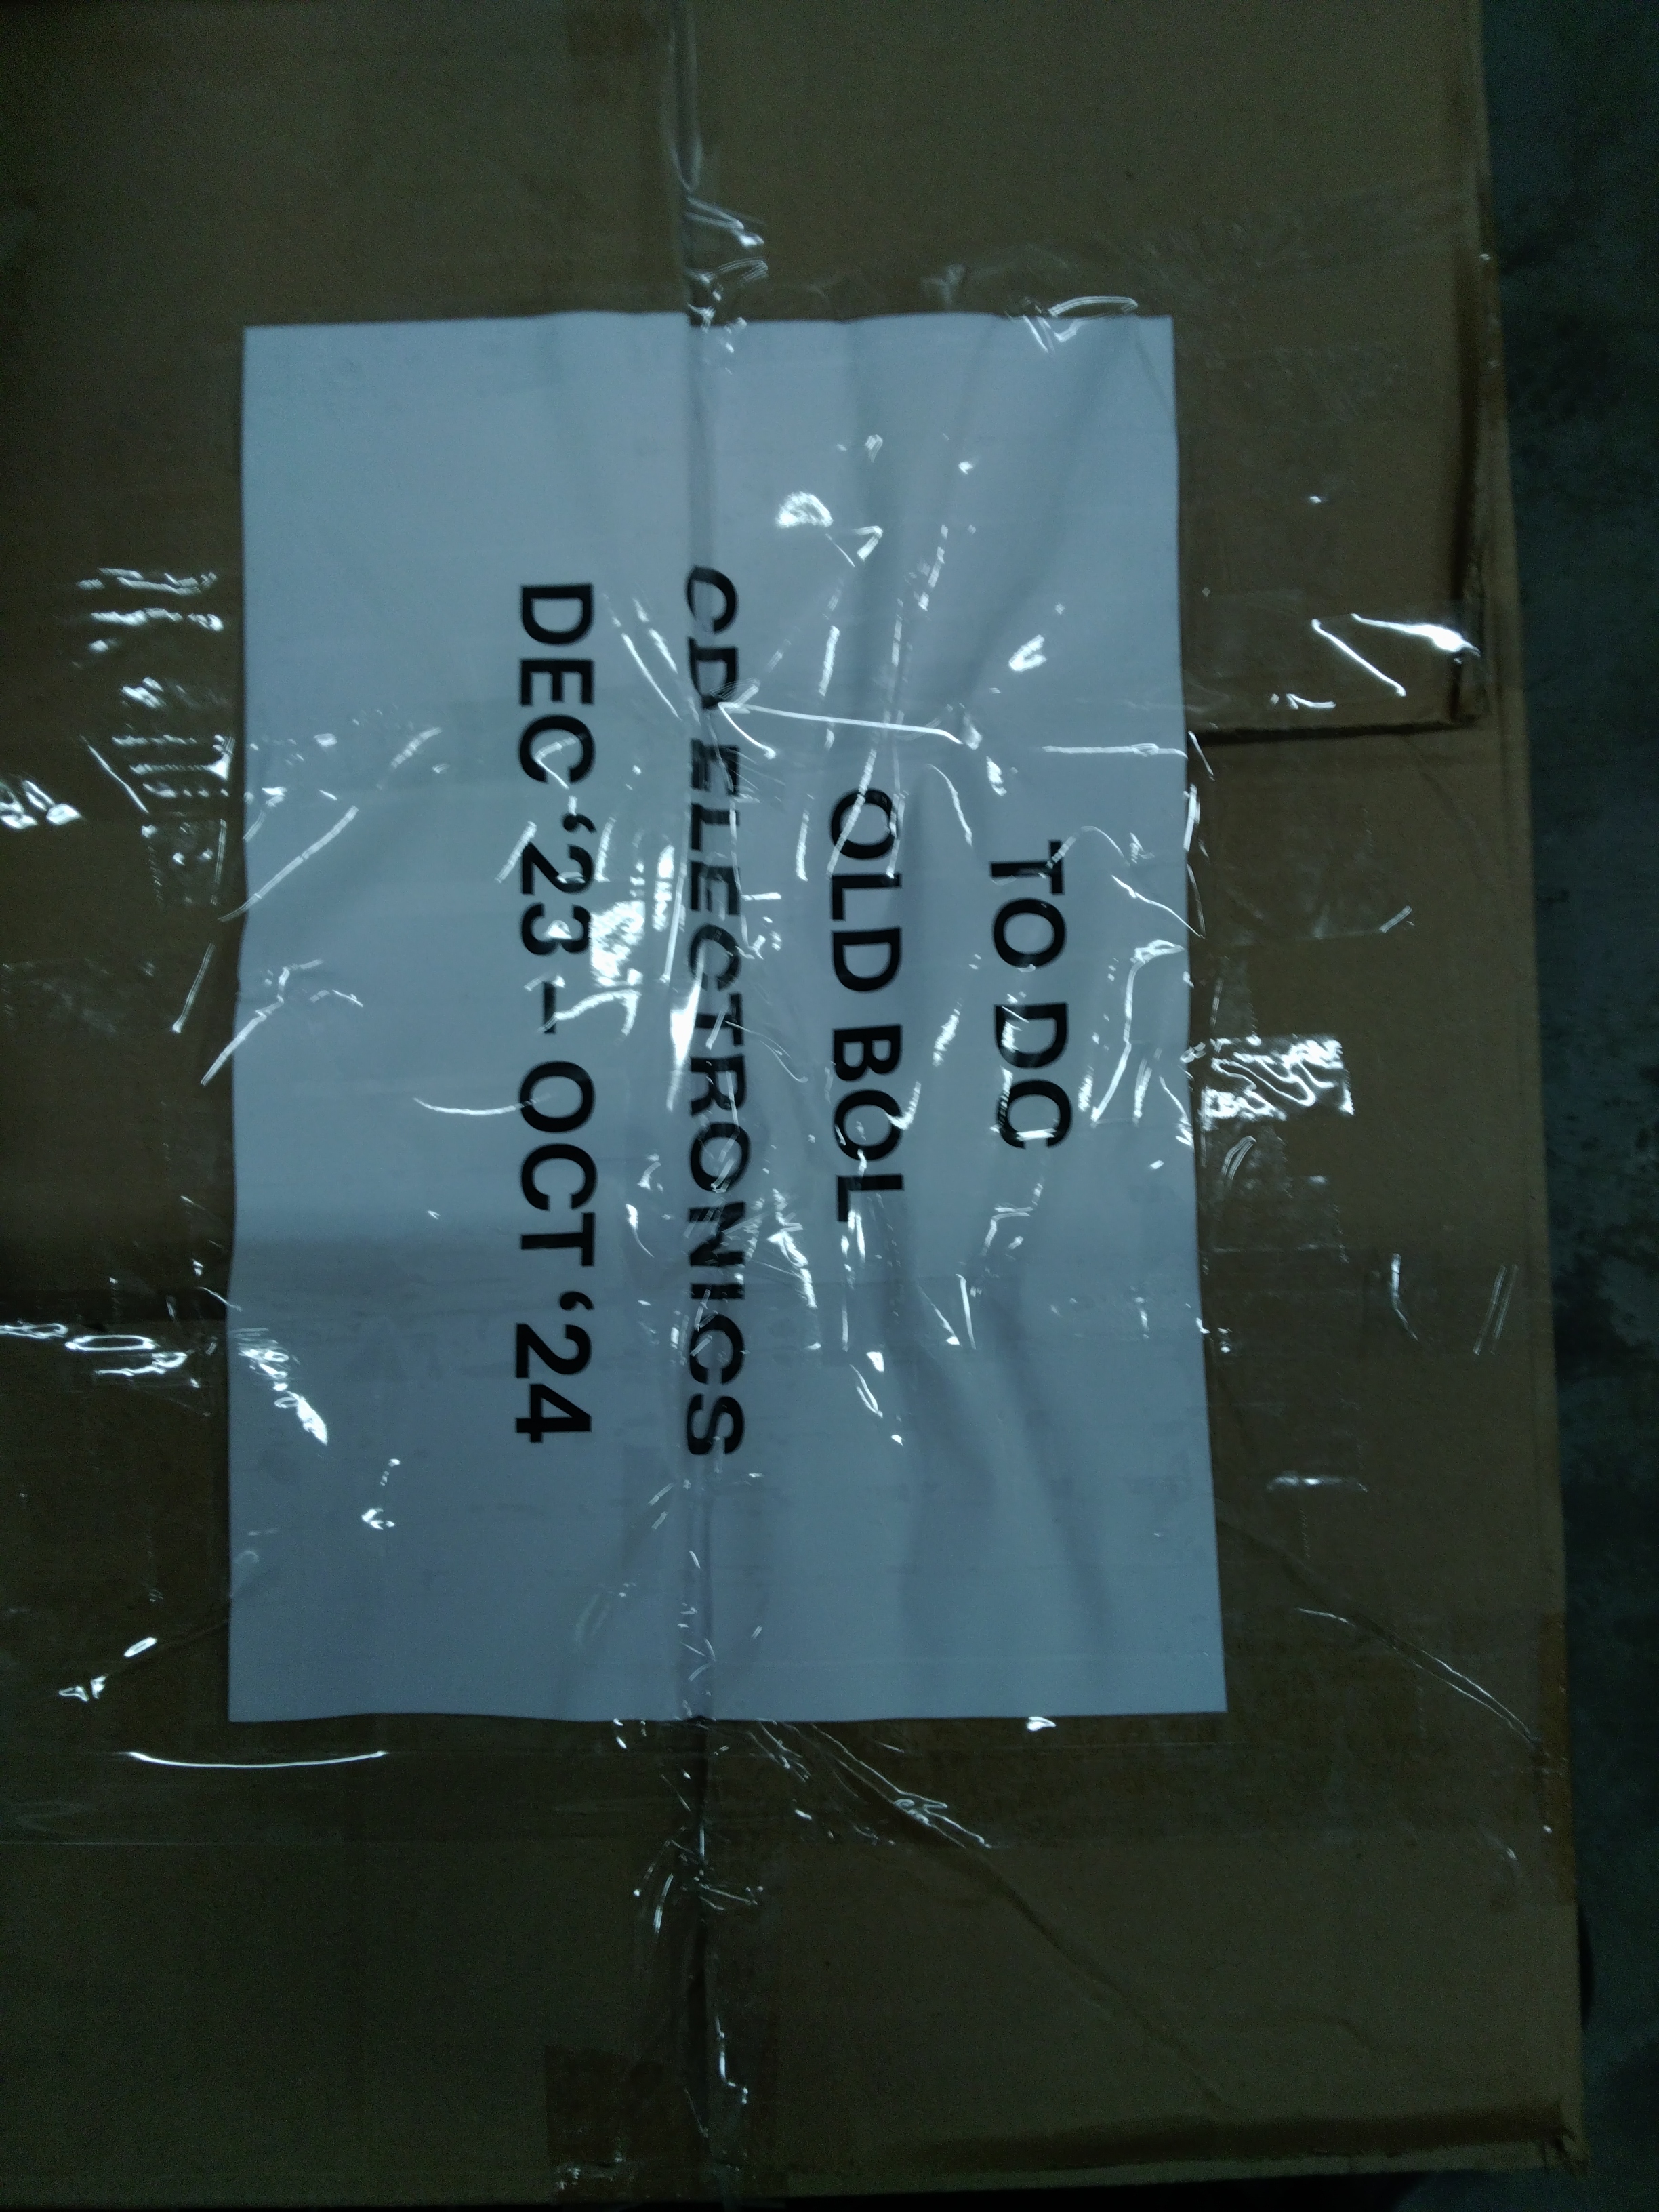 TO DC
OLD BOL
CD ELECTRONICS
DEC ‘23 – OCT ‘24